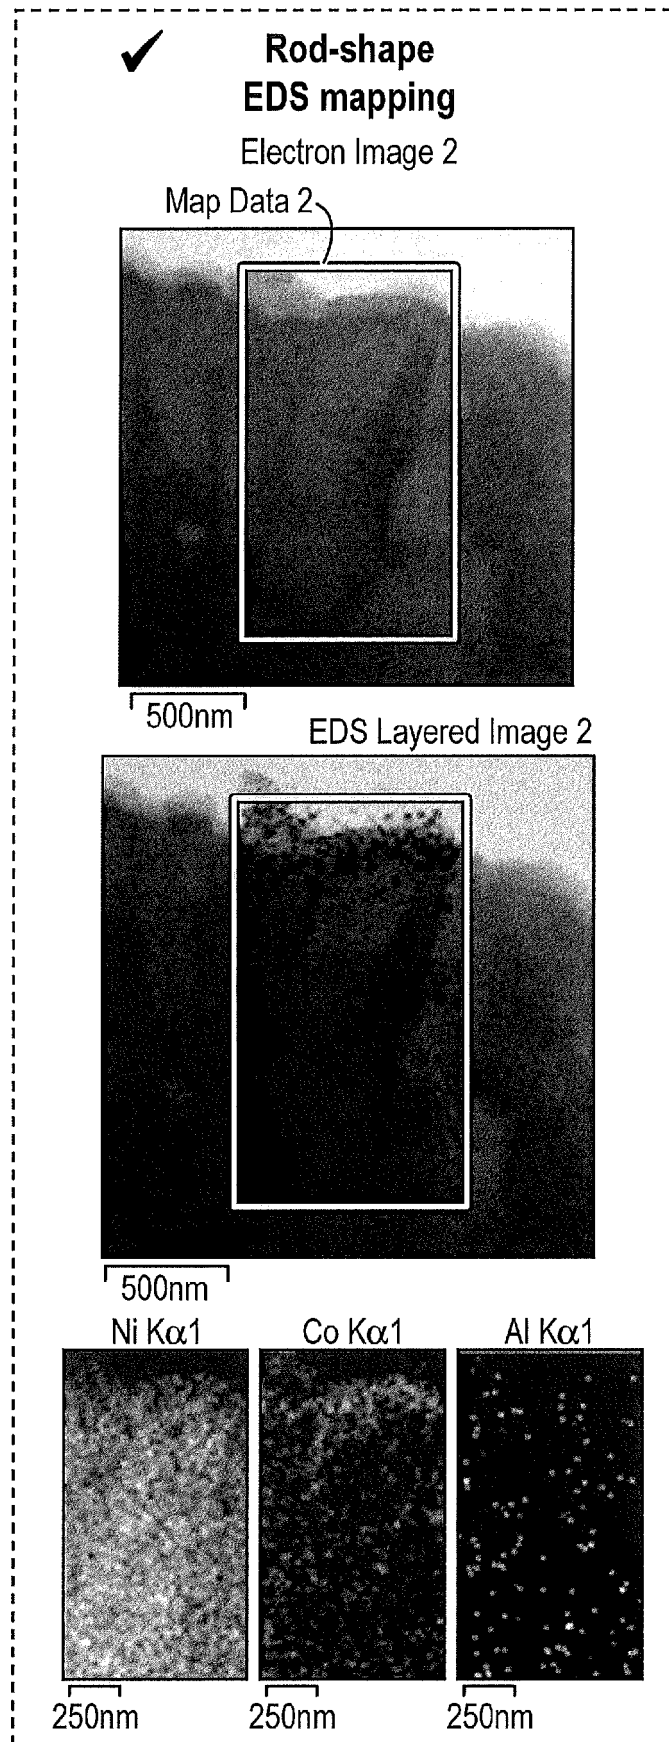 Rod-shape
EDS mapping
Electron Image 2
Map Data 2
500nm
EDS Layered Image 2
500nm
Ni Kα1
Co Kα1
Al Kα1
250nm
250nm
250nm